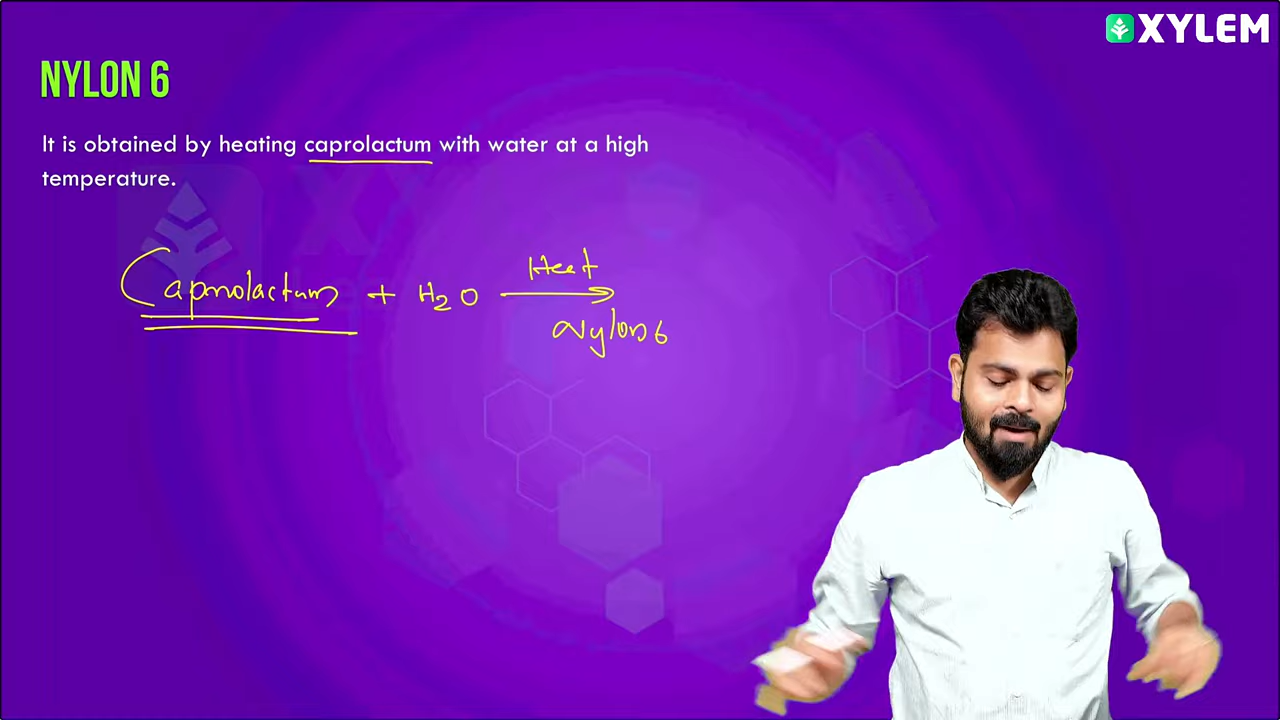 XYLEM
NYLON 6
It is obtained by heating caprolactum with water at a high
temperature.
Caprolactum + H2O
Heat
Nylon 6